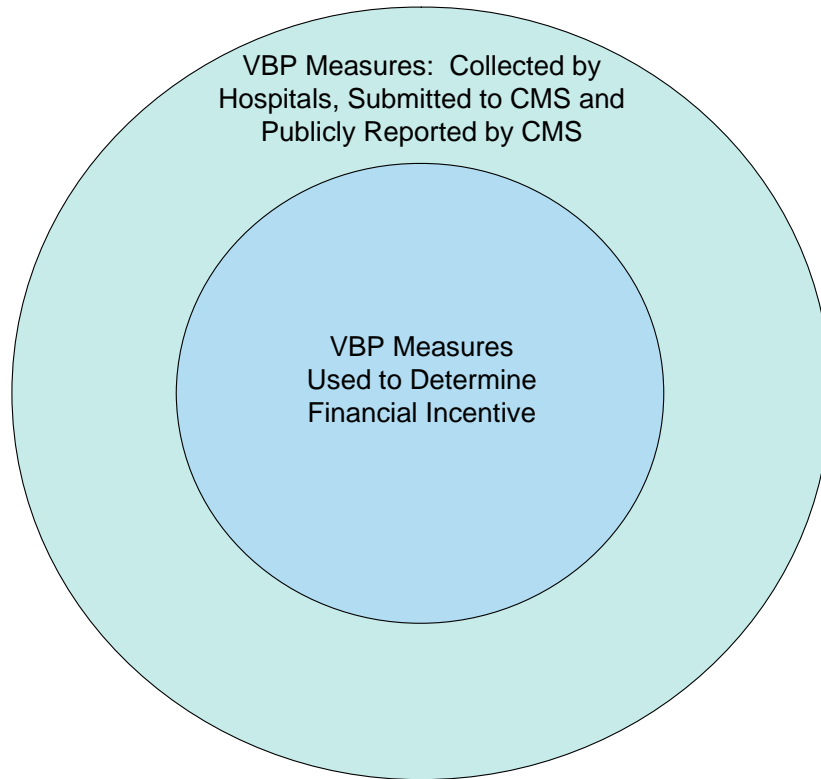 VBP Measures:  Collected by
Hospitals, Submitted to CMS and
Publicly Reported by CMS
VBP Measures
Used to Determine
Financial Incentive